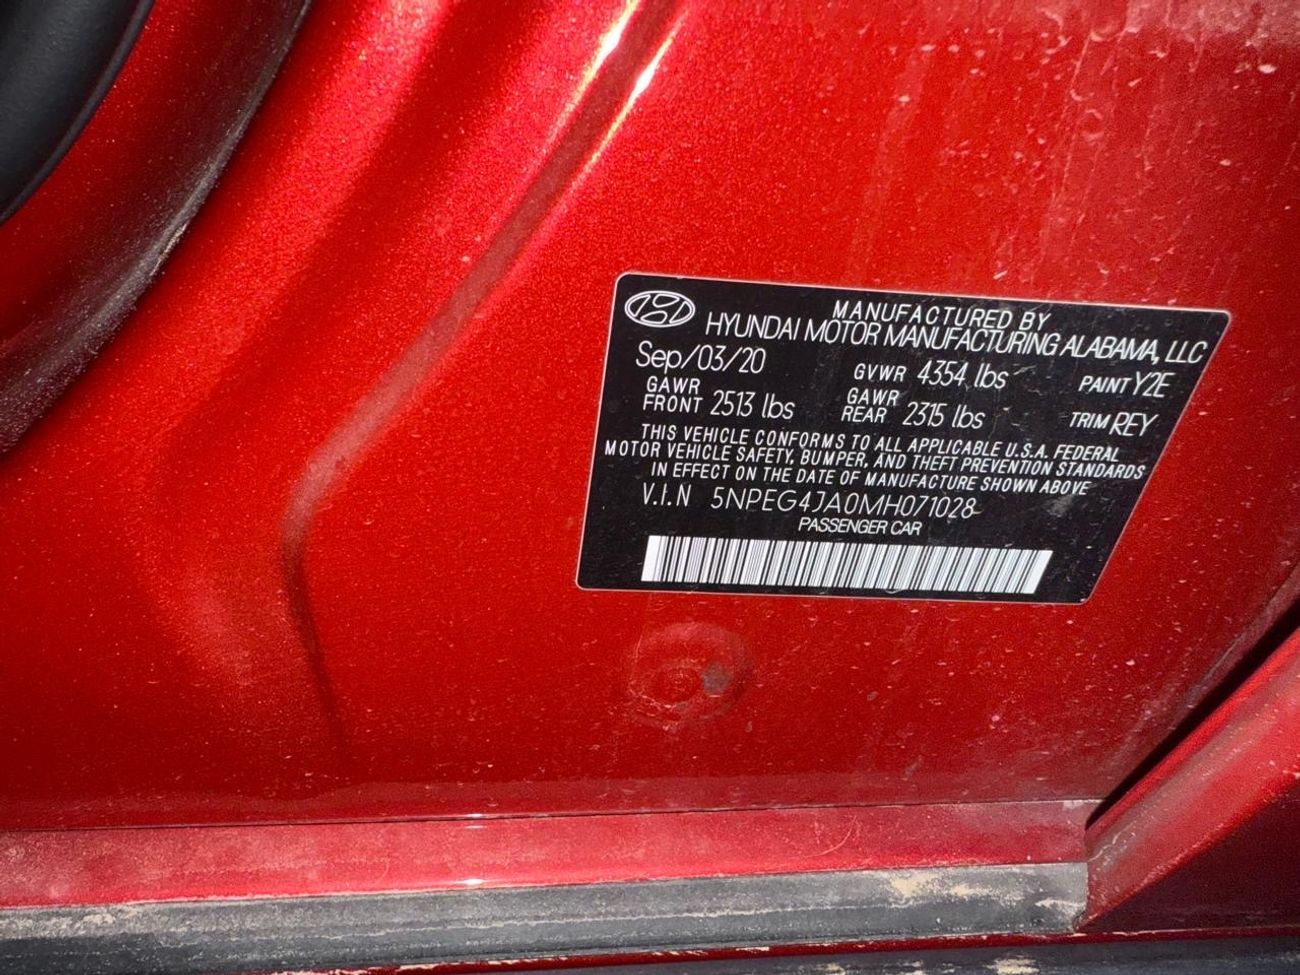 MANUFACTURED BY
HYUNDAI MOTOR MANUFACTURING ALABAMA, LLC
Sep/03/20 GVWR 4354 lbs PAINT Y2E
GAWR FRONT 2513 lbs GAWR REAR 2315 lbs TRIM REY
THIS VEHICLE CONFORMS TO ALL APPLICABLE U.S.A. FEDERAL
MOTOR VEHICLE SAFETY, BUMPER, AND THEFT PREVENTION STANDARDS
IN EFFECT ON THE DATE OF MANUFACTURE SHOWN ABOVE
V.I.N 5NPEG4JA0MH071028
PASSENGER CAR